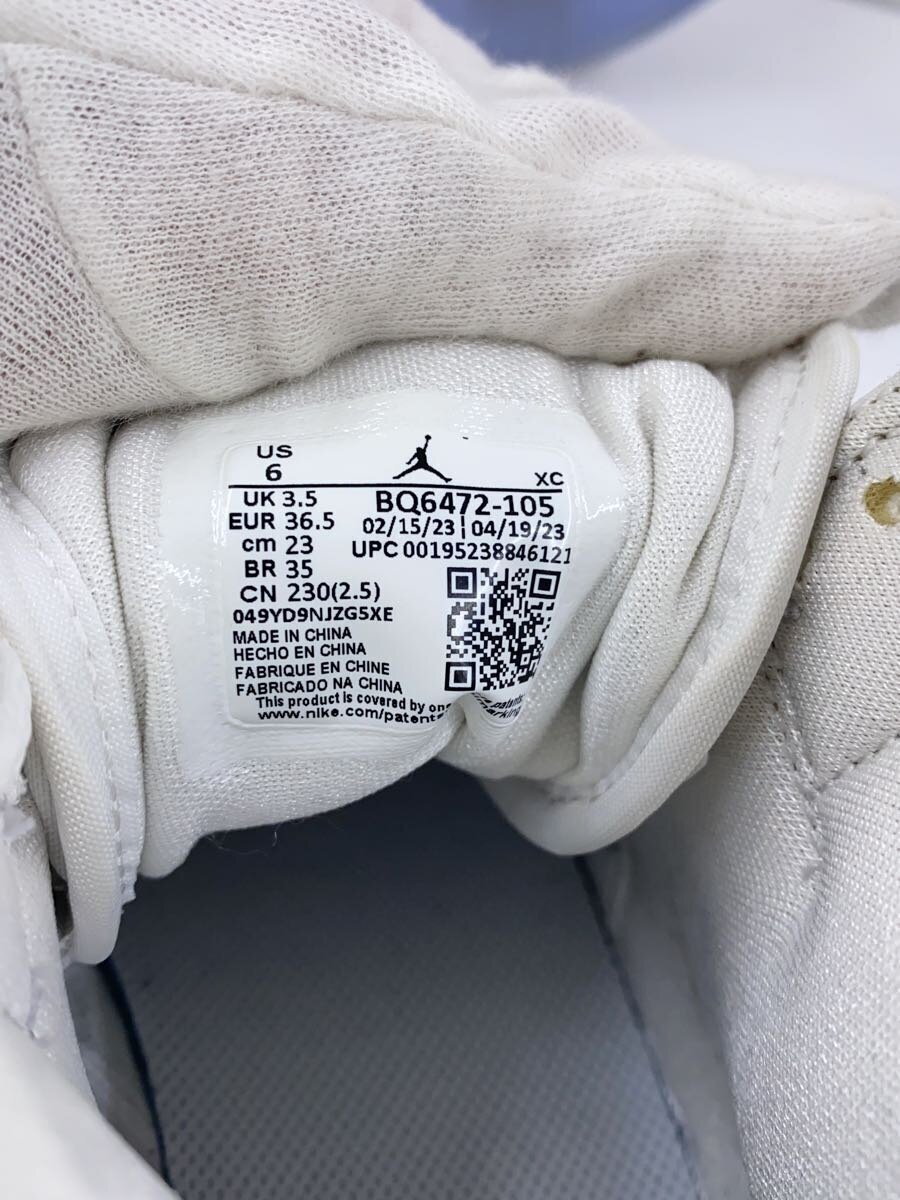 US
6
XC
UK 3.5
EUR 36.5
cm 23
BR 35
CN 230(2.5)
BQ6472-105
02/15/23 | 04/19/23
UPC 00195238846121
049YD9NJZG5XE
MADE IN CHINA
HECHO EN CHINA
FABRIQUE EN CHINE
FABRICADO NA CHINA
This product is covered by one
www.nike.com/patents